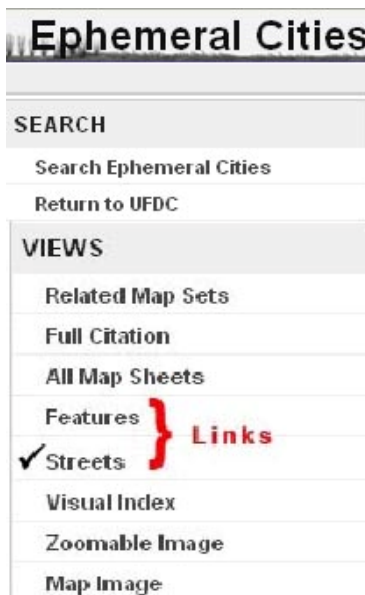 Ephemeral Cities
SEARCH
Search Ephemeral Cities
Return to UFDC
VIEWS
Related Map Sets
Full Citation
All Map Sheets
Features
Links
Streets
Visual Index
Zoomable Image
Map Image